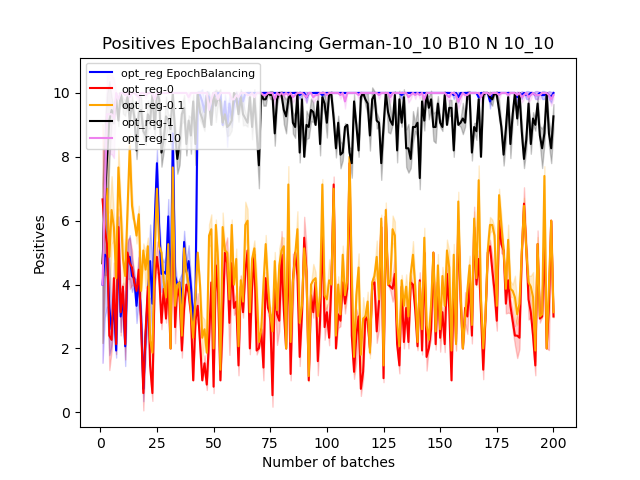 Positives EpochBalancing German-10_10 B10 N 10_10
opt_reg EpochBalancing
opt_reg-0
opt_reg-0.1
opt_reg-1
opt_reg-10
Positives
10
8
6
4
2
0
0 25 50 75 100 125 150 175 200
Number of batches